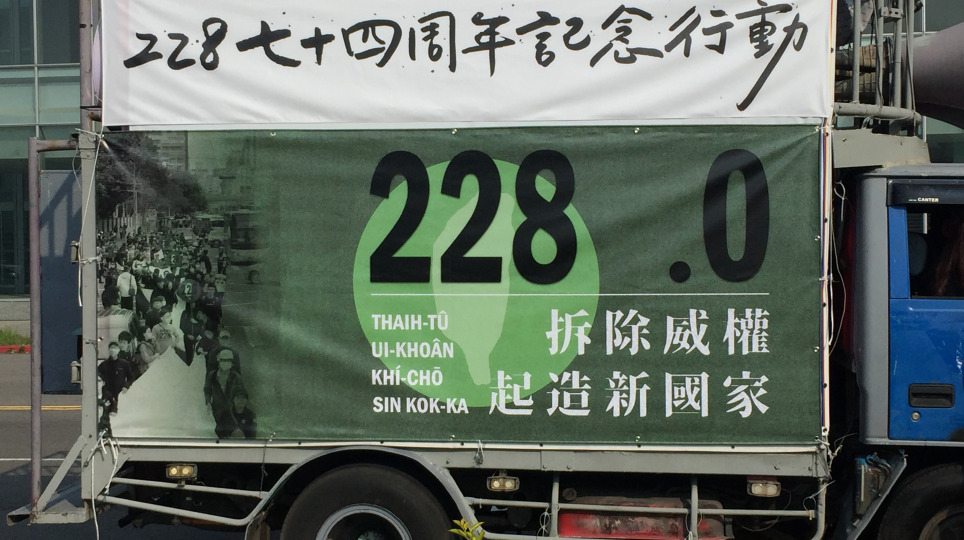 228七十四周年記念行動
228.0
THAIH-TÛ
UI-KHOÂN
KHÍ-CHŌ
SIN KOK-KA
拆除威權
起造新國家
CANTER